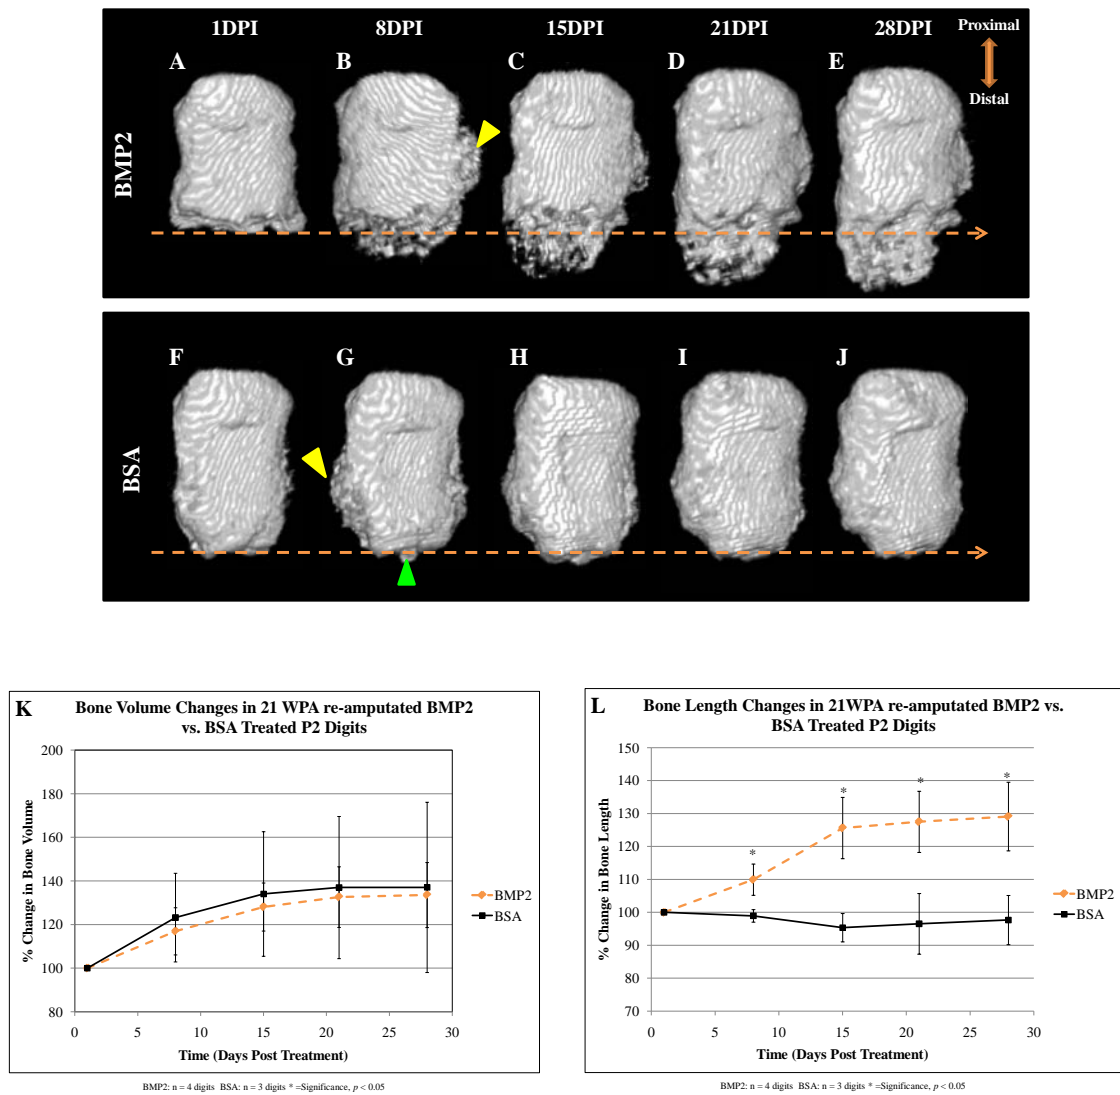 1DPI 8DPI 15DPI 21DPI 28DPI
Proximal
Distal
A B C D E
BMP2
F G H I J
BSA
K Bone Volume Changes in 21 WPA re-amputated BMP2
vs. BSA Treated P2 Digits
% Change in Bone Volume
200
180
160
140
120
100
80
0 5 10 15 20 25 30
Time (Days Post Treatment)
BMP2
BSA
BMP2: n = 4 digits BSA: n = 3 digits * =Significance, p < 0.05
L Bone Length Changes in 21WPA re-amputated BMP2 vs.
BSA Treated P2 Digits
% Change in Bone Length
150
140
130
120
110
100
90
80
70
* * * *
0 5 10 15 20 25 30
Time (Days Post Treatment)
BMP2
BSA
BMP2: n = 4 digits BSA: n = 3 digits * =Significance, p < 0.05